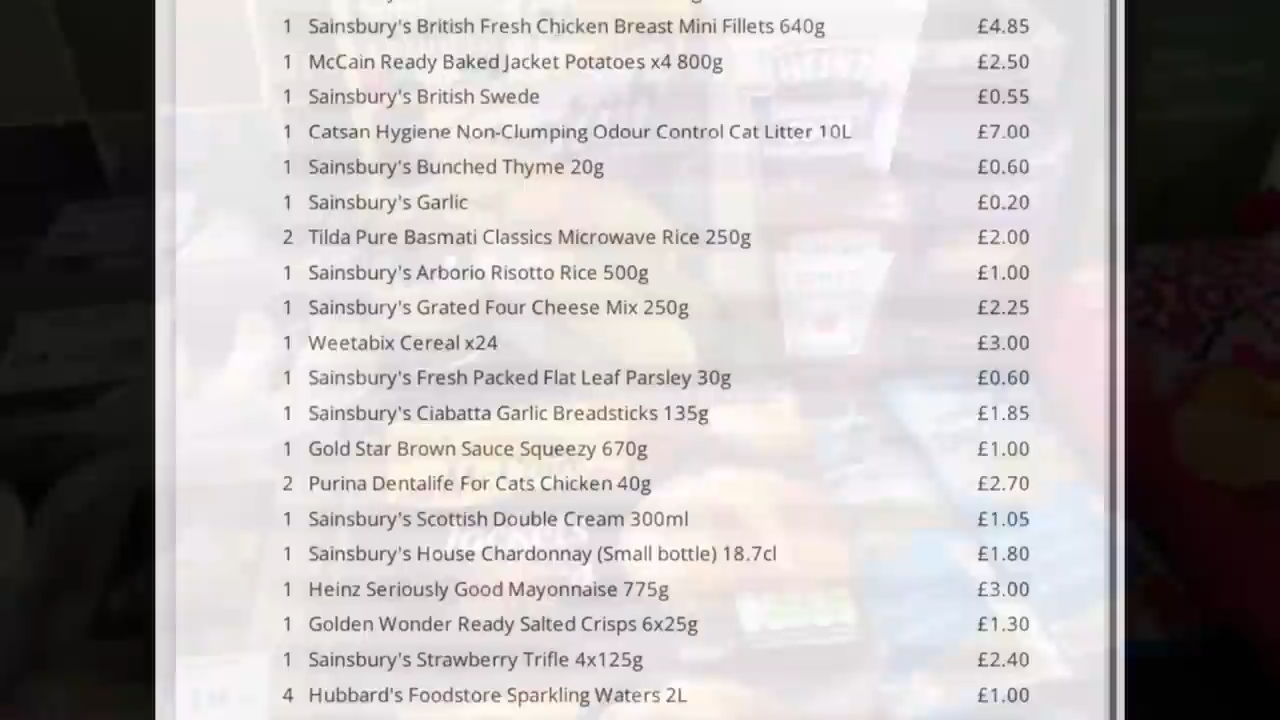 1 Sainsbury's British Fresh Chicken Breast Mini Fillets 640g £4.85
1 McCain Ready Baked Jacket Potatoes x4 800g £2.50
1 Sainsbury's British Swede £0.55
1 Catsan Hygiene Non-Clumping Odour Control Cat Litter 10L £7.00
1 Sainsbury's Bunched Thyme 20g £0.60
1 Sainsbury's Garlic £0.20
2 Tilda Pure Basmati Classics Microwave Rice 250g £2.00
1 Sainsbury's Arborio Risotto Rice 500g £1.00
1 Sainsbury's Grated Four Cheese Mix 250g £2.25
1 Weetabix Cereal x24 £3.00
1 Sainsbury's Fresh Packed Flat Leaf Parsley 30g £0.60
1 Sainsbury's Ciabatta Garlic Breadsticks 135g £1.85
1 Gold Star Brown Sauce Squeezy 670g £1.00
2 Purina Dentalife For Cats Chicken 40g £2.70
1 Sainsbury's Scottish Double Cream 300ml £1.05
1 Sainsbury's House Chardonnay (Small bottle) 18.7cl £1.80
1 Heinz Seriously Good Mayonnaise 775g £3.00
1 Golden Wonder Ready Salted Crisps 6x25g £1.30
1 Sainsbury's Strawberry Trifle 4x125g £2.40
4 Hubbard's Foodstore Sparkling Waters 2L £1.00